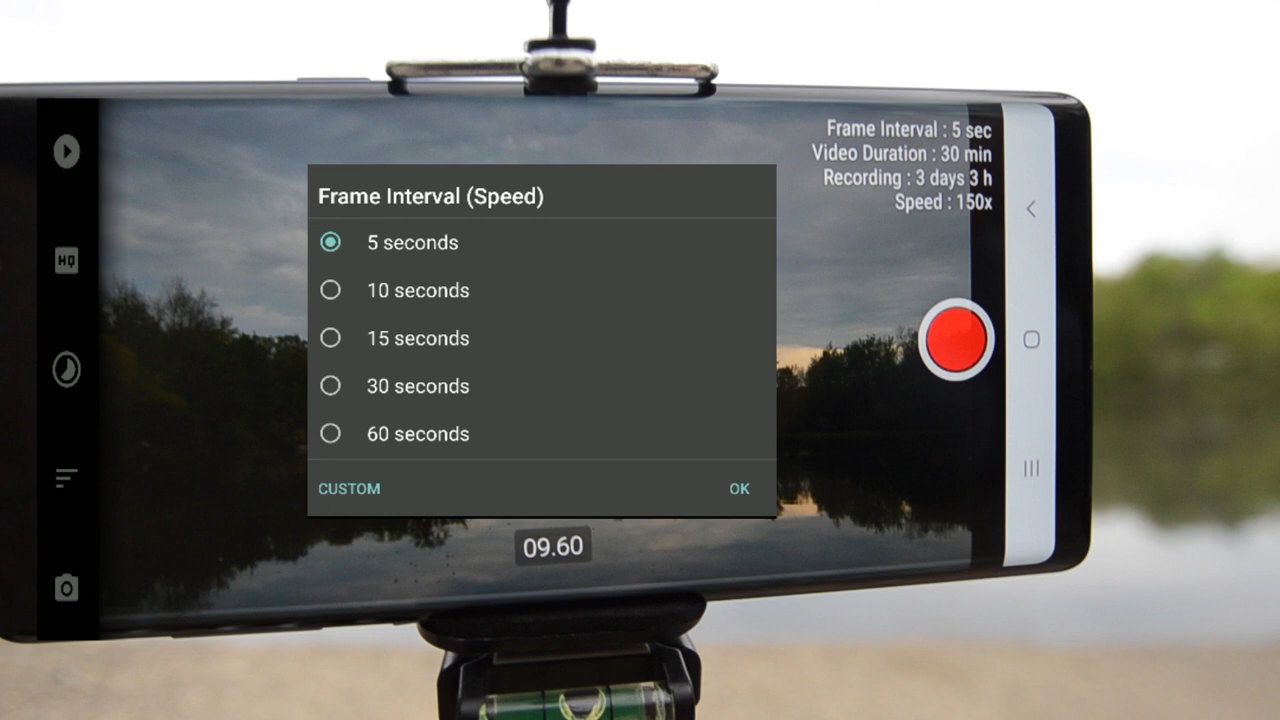 Frame Interval : 5 sec
Video Duration : 30 min
Recording : 3 days 3 h
Speed : 150x
HQ
Frame Interval (Speed)
5 seconds
10 seconds
15 seconds
30 seconds
60 seconds
CUSTOM
OK
09.60